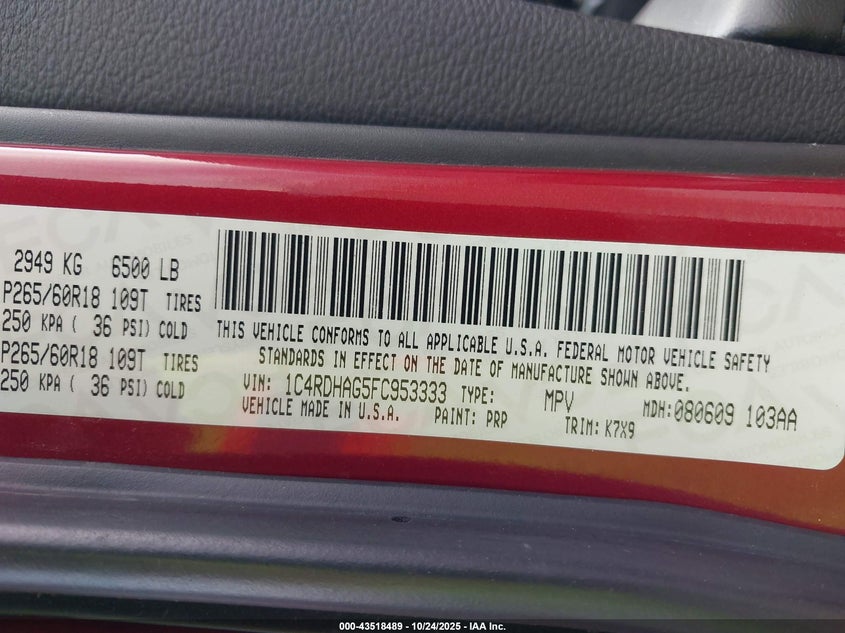 2949 KG 6500 LB
P265/60R18 109T TIRES
250 KPA ( 36 PSI) COLD
P265/60R18 109T TIRES
250 KPA ( 36 PSI) COLD
THIS VEHICLE CONFORMS TO ALL APPLICABLE U.S.A. FEDERAL MOTOR VEHICLE SAFETY
STANDARDS IN EFFECT ON THE DATE OF MANUFACTURE SHOWN ABOVE.
VIN: 1C4RDHAG5FC953333 TYPE: MPV MDH: 080609 103AA
VEHICLE MADE IN U.S.A. PAINT: PRP TRIM: K7X9
000-43518489 - 10/24/2025 - IAA Inc.